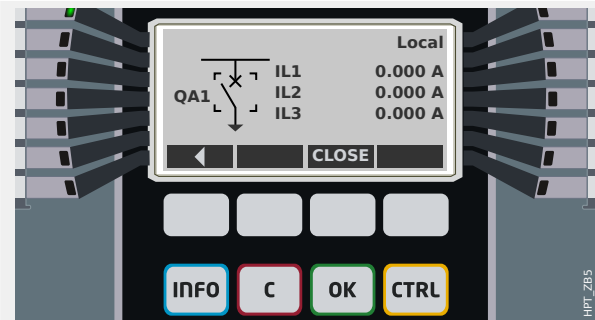 Local
IL1 0.000 A
QA1 IL2 0.000 A
IL3 0.000 A
CLOSE
INFO C OK CTRL
HPT_ZB5